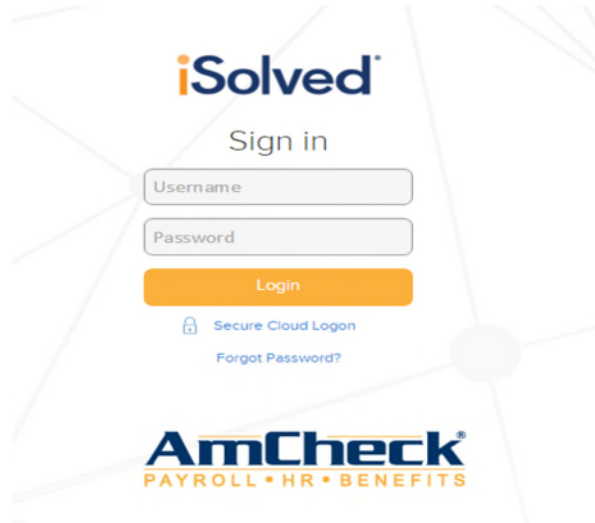 iSolved®
Sign in
Username
Password
Login
Secure Cloud Logon
Forgot Password?
AmCheck®
PAYROLL • HR • BENEFITS